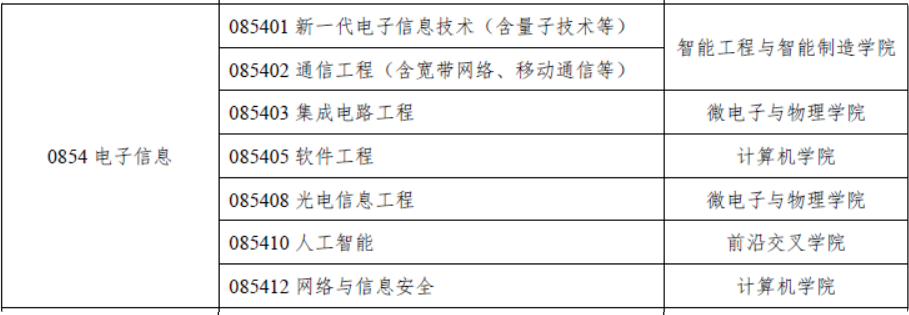 085401 新一代电子信息技术（含量子技术等）
智能工程与智能制造学院
085402 通信工程（含宽带网络、移动通信等）
085403 集成电路工程
微电子与物理学院
0854 电子信息
085405 软件工程
计算机学院
085408 光电信息工程
微电子与物理学院
085410 人工智能
前沿交叉学院
085412 网络与信息安全
计算机学院